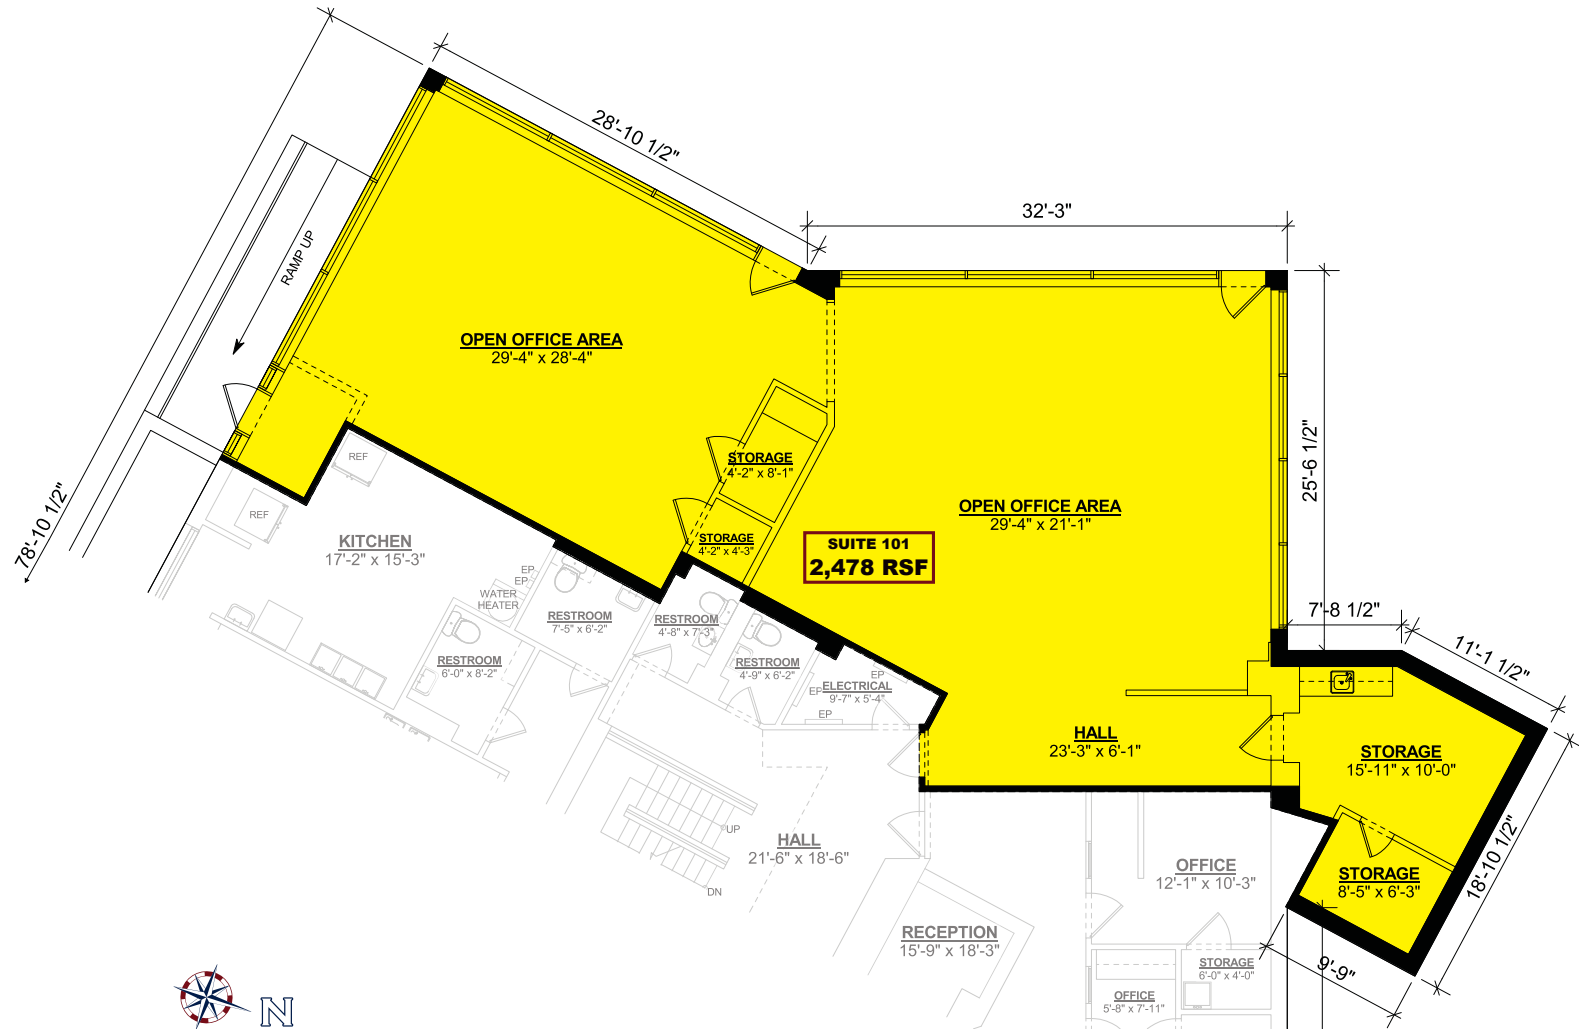 28'-10 1/2"
32'-3"
RAMP UP
OPEN OFFICE AREA
29'-4" x 28'-4"
25'-6 1/2"
STORAGE
4'-2" x 8'-1"
REF
OPEN OFFICE AREA
29'-4" x 21'-1"
78'-10 1/2"
REF
KITCHEN
17'-2" x 15'-3"
STORAGE
4'-2" x 4'-3"
SUITE 101
2,478 RSF
EP
EP
WATER
HEATER
RESTROOM
7'-5" x 6'-2"
RESTROOM
4'-8" x 7'-3"
7'-8 1/2"
11'-1 1/2"
RESTROOM
6'-0" x 8'-2"
RESTROOM
4'-9" x 6'-2"
EP
ELECTRICAL
9'-7" x 5'-4"
EP
EP
HALL
23'-3" x 6'-1"
STORAGE
15'-11" x 10'-0"
UP
HALL
21'-6" x 18'-6"
DN
OFFICE
12'-1" x 10'-3"
STORAGE
8'-5" x 6'-3"
18'-10 1/2"
RECEPTION
15'-9" x 18'-3"
STORAGE
6'-0" x 4'-0"
9'-9"
OFFICE
5'-8" x 7'-11"
N